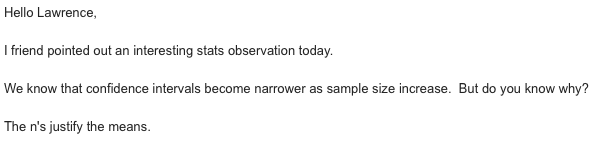 Hello Lawrence,
I friend pointed out an interesting stats observation today.
We know that confidence intervals become narrower as sample size increase.  But do you know why?
The n's justify the means.